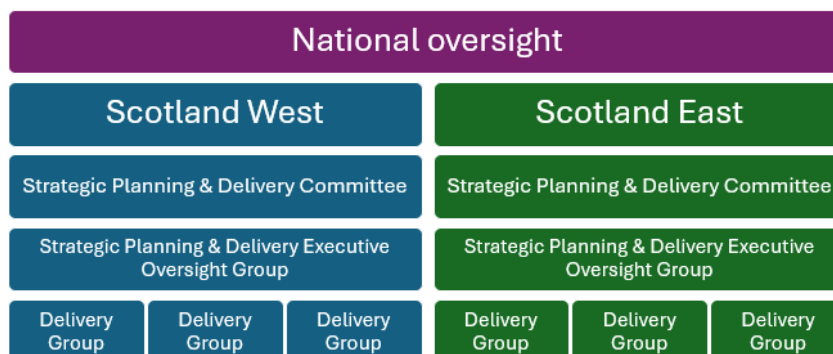 National oversight
Scotland West
Scotland East
Strategic Planning & Delivery Committee
Strategic Planning & Delivery Committee
Strategic Planning & Delivery Executive
Oversight Group
Strategic Planning & Delivery Executive
Oversight Group
Delivery
Group
Delivery
Group
Delivery
Group
Delivery
Group
Delivery
Group
Delivery
Group